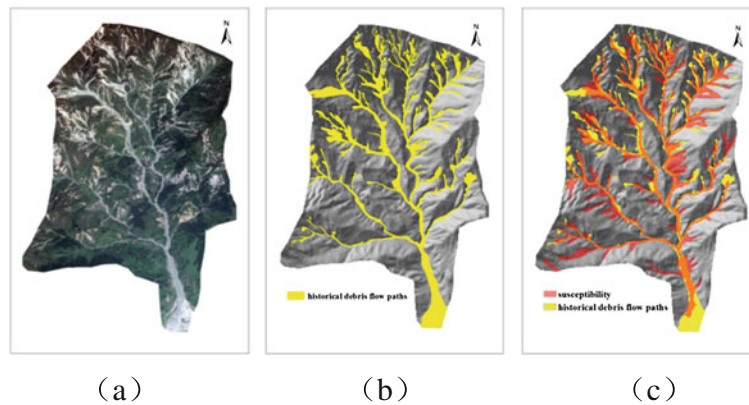 N
N
N
historical debris flow paths
susceptibility
historical debris flow paths
（a）
（b）
（c）